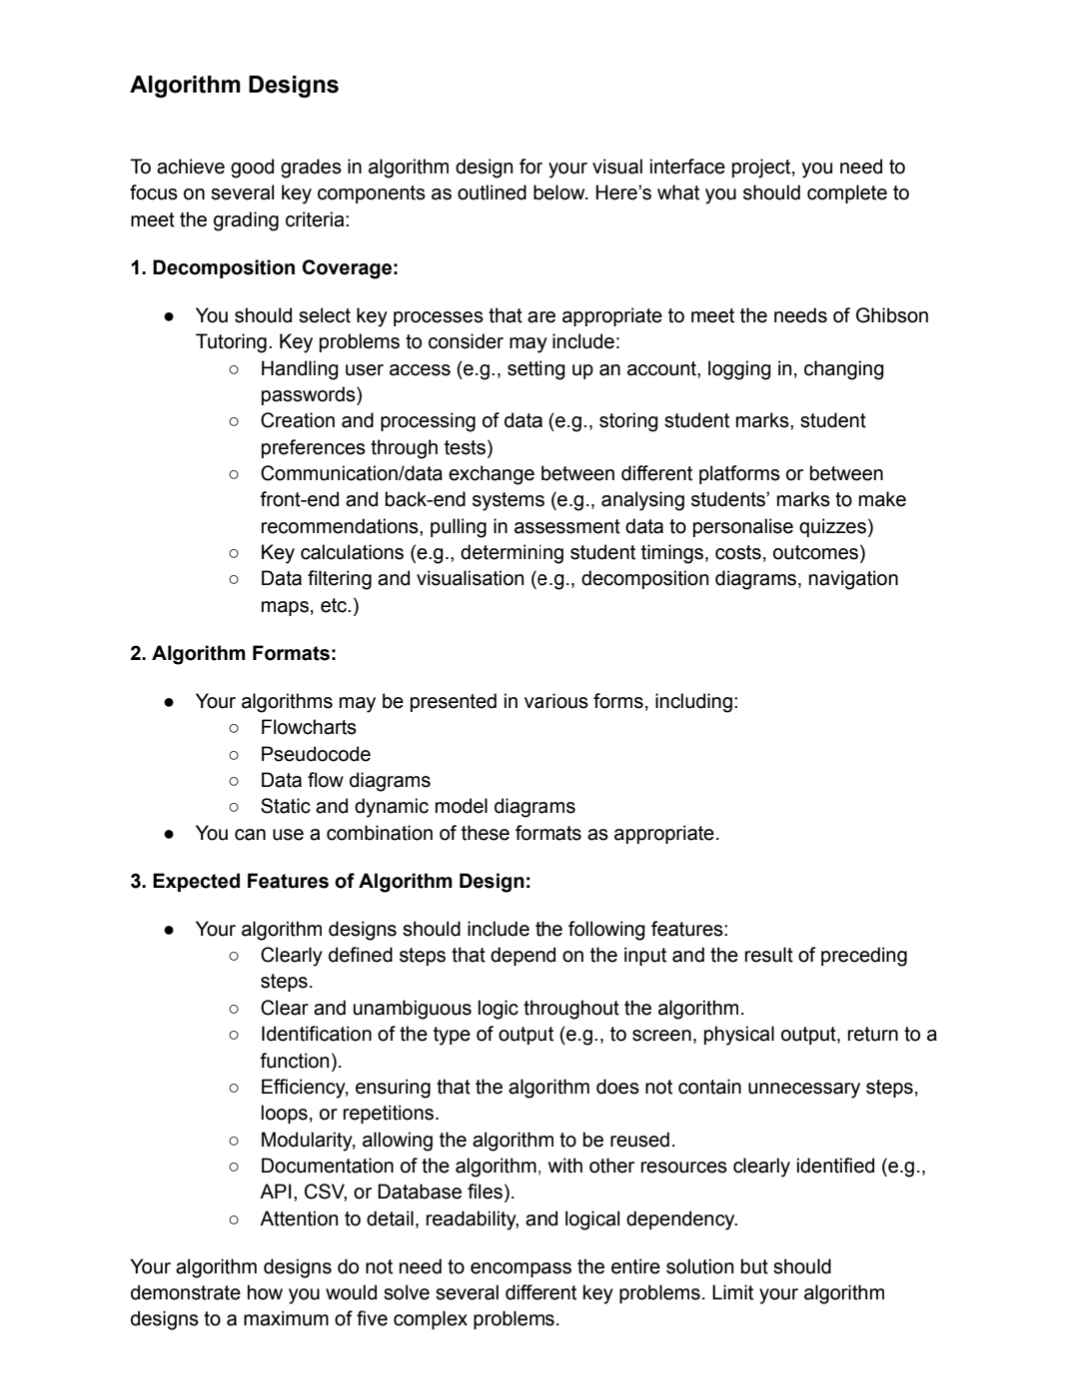 Algorithm Designs
To achieve good grades in algorithm design for your visual interface project, you need to
focus on several key components as outlined below. Here’s what you should complete to
meet the grading criteria:
1. Decomposition Coverage:
● You should select key processes that are appropriate to meet the needs of Ghibson
Tutoring. Key problems to consider may include:
○ Handling user access (e.g., setting up an account, logging in, changing
passwords)
○ Creation and processing of data (e.g., storing student marks, student
preferences through tests)
○ Communication/data exchange between different platforms or between
front-end and back-end systems (e.g., analysing students’ marks to make
recommendations, pulling in assessment data to personalise quizzes)
○ Key calculations (e.g., determining student timings, costs, outcomes)
○ Data filtering and visualisation (e.g., decomposition diagrams, navigation
maps, etc.)
2. Algorithm Formats:
● Your algorithms may be presented in various forms, including:
○ Flowcharts
○ Pseudocode
○ Data flow diagrams
○ Static and dynamic model diagrams
● You can use a combination of these formats as appropriate.
3. Expected Features of Algorithm Design:
● Your algorithm designs should include the following features:
○ Clearly defined steps that depend on the input and the result of preceding
steps.
○ Clear and unambiguous logic throughout the algorithm.
○ Identification of the type of output (e.g., to screen, physical output, return to a
function).
○ Efficiency, ensuring that the algorithm does not contain unnecessary steps,
loops, or repetitions.
○ Modularity, allowing the algorithm to be reused.
○ Documentation of the algorithm, with other resources clearly identified (e.g.,
API, CSV, or Database files).
○ Attention to detail, readability, and logical dependency.
Your algorithm designs do not need to encompass the entire solution but should
demonstrate how you would solve several different key problems. Limit your algorithm
designs to a maximum of five complex problems.